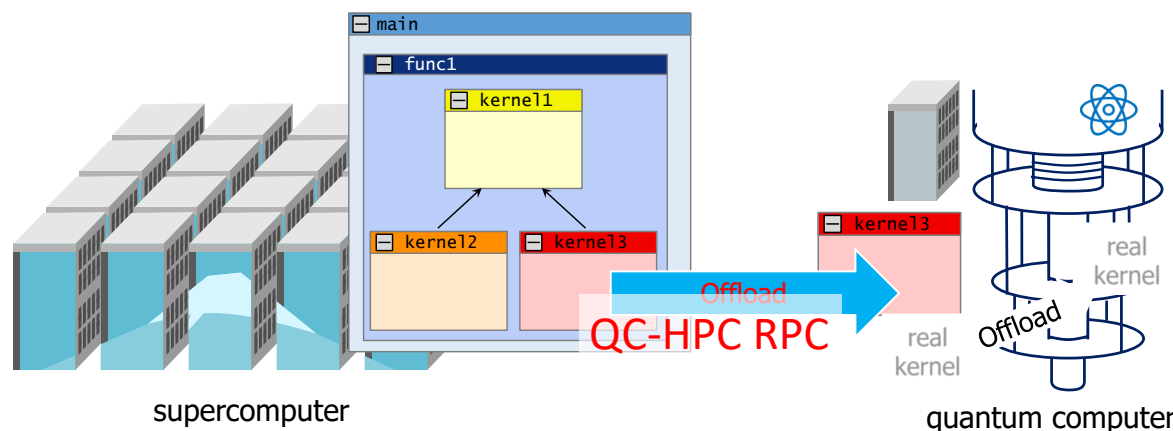 main
func1
kernel1
kernel2
kernel3
Offload
QC-HPC RPC
kernel3
real
kernel
real
kernel
Offload
supercomputer
quantum computer